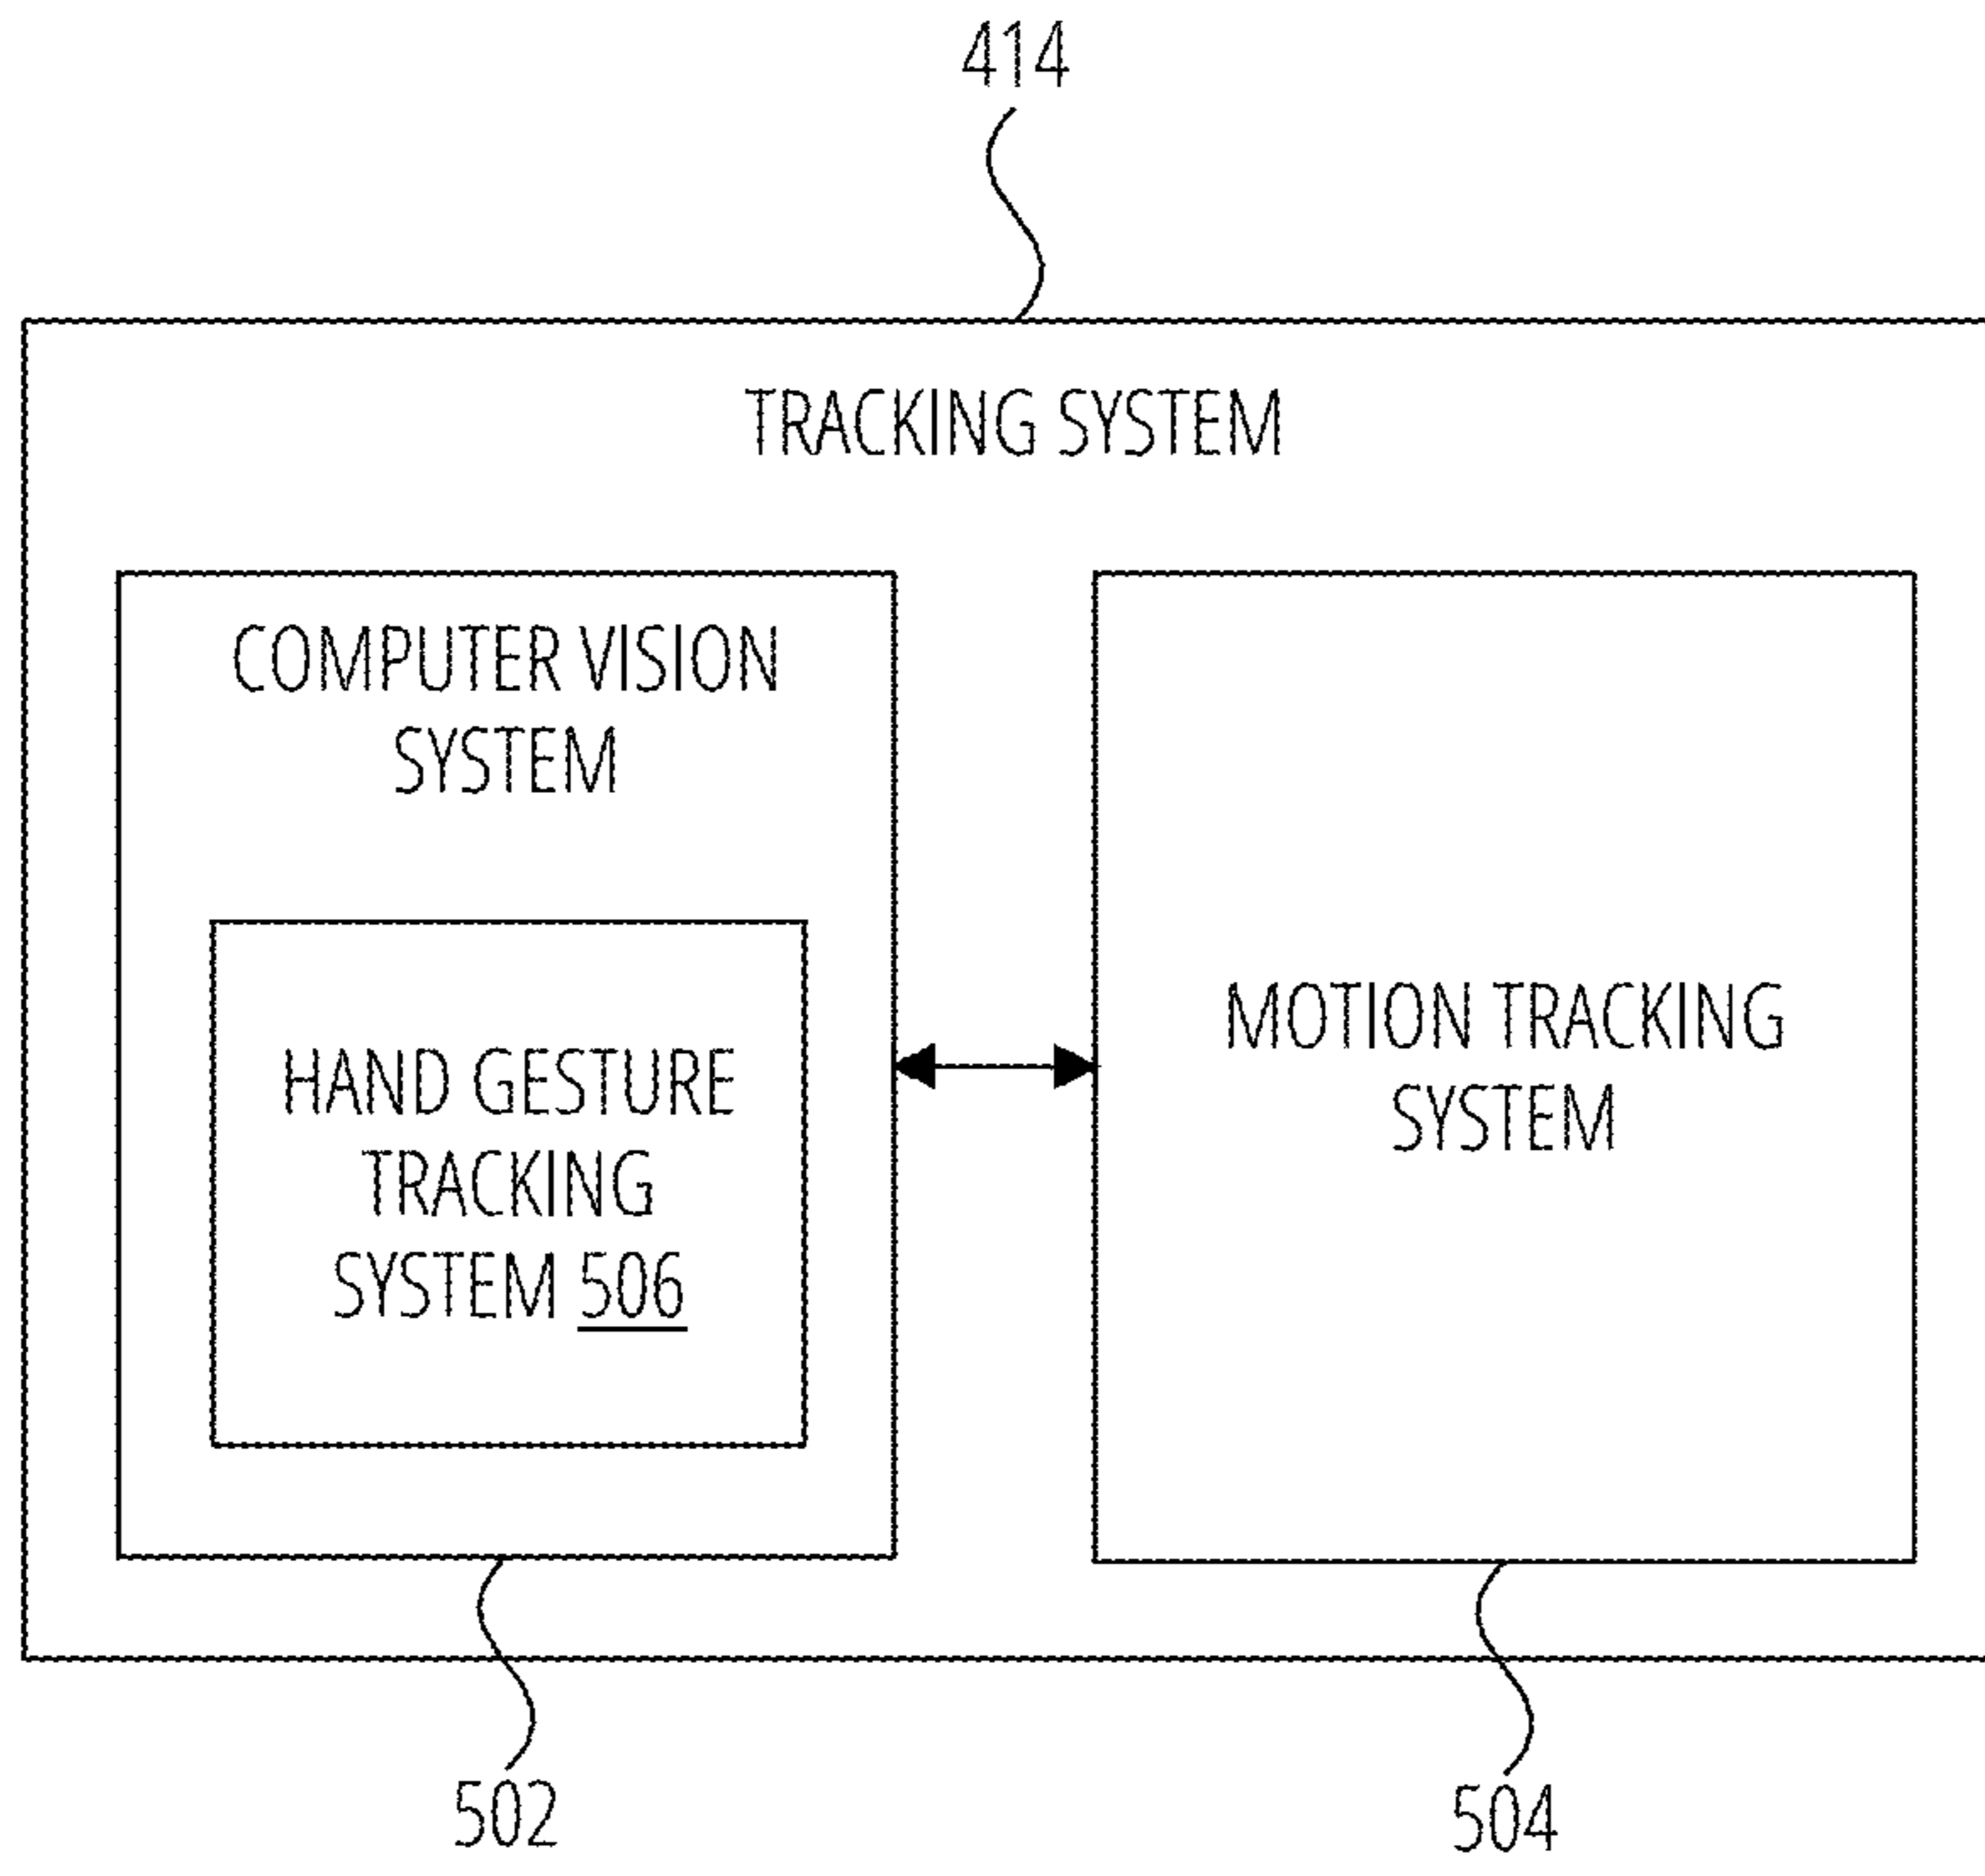 414
TRACKING SYSTEM
COMPUTER VISION
SYSTEM
HAND GESTURE
TRACKING
SYSTEM 506
MOTION TRACKING
SYSTEM
502
504